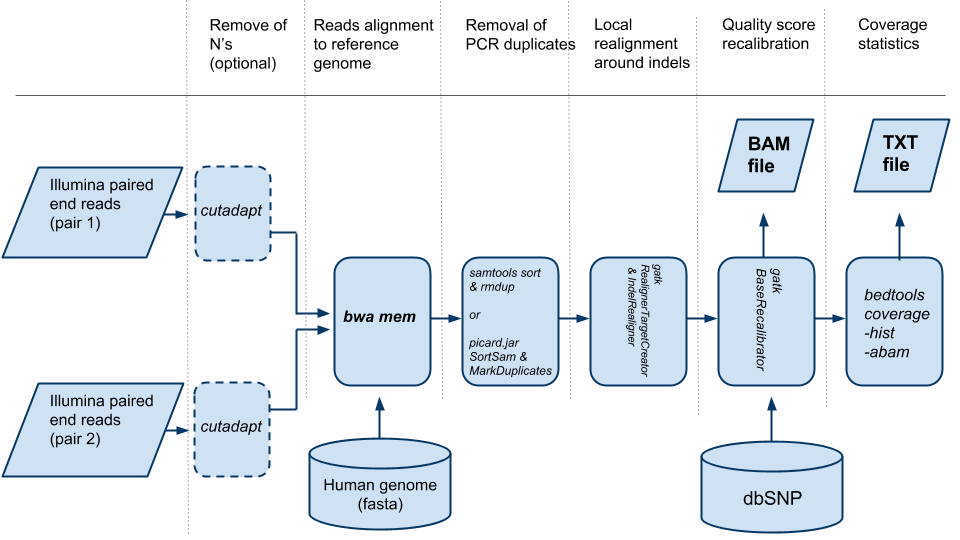 Remove of
N's
(optional)
Reads alignment
to reference
genome
Removal of
PCR duplicates
Local
realignment
around indels
Quality score
recalibration
Coverage
statistics
BAM
file
TXT
file
Illumina paired
end reads
(pair 1)
cutadapt
bwa mem
samtools sort
& rmdup
or
picard.jar
SortSam &
MarkDuplicates
gatk
RealignerTargetCreator
& IndelRealigner
gatk
BaseRecalibrator
bedtools
coverage
-hist
-abam
Illumina paired
end reads
(pair 2)
cutadapt
Human genome
(fasta)
dbSNP